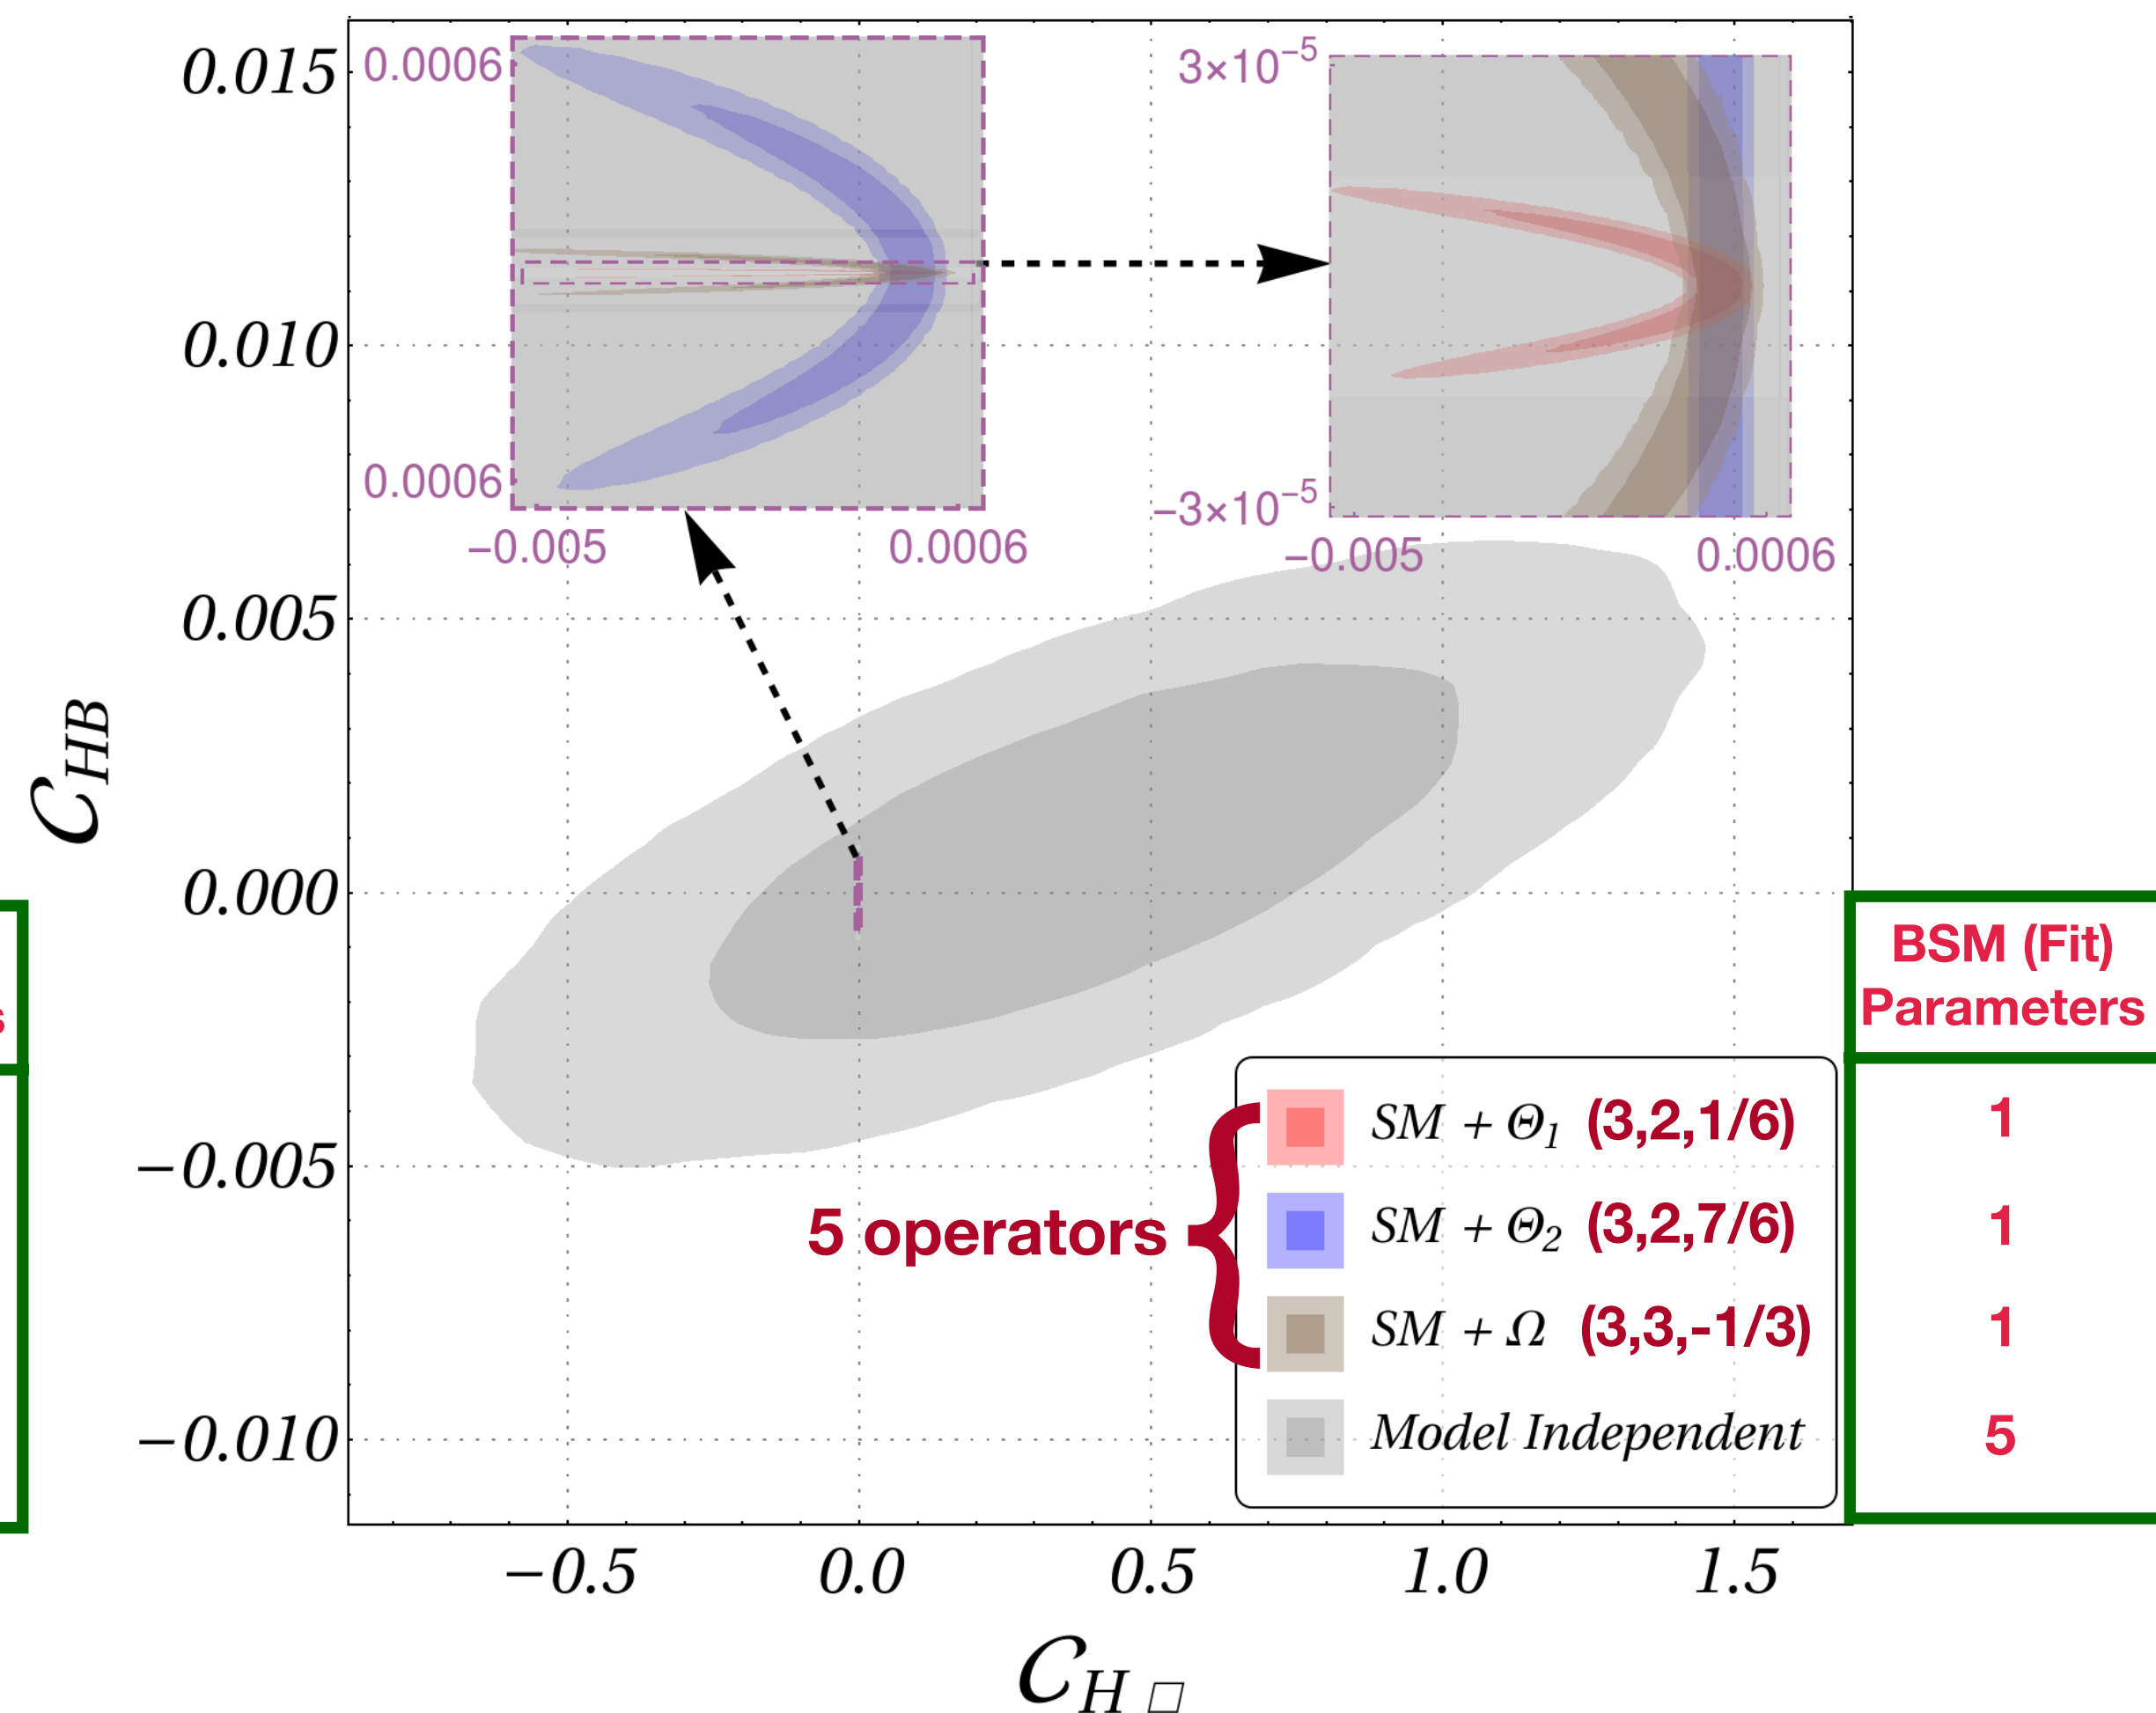 0.015
0.010
0.005
0.000
−0.005
−0.010
C_HB
0.0006
0.0006
−0.005 0.0006
3×10⁻⁵
−3×10⁻⁵
−0.005 0.0006
s
BSM (Fit)
Parameters
5 operators
SM + Θ₁ (3,2,1/6) 1
SM + Θ₂ (3,2,7/6) 1
SM + Ω (3,3,-1/3) 1
Model Independent 5
−0.5 0.0 0.5 1.0 1.5
C_H□